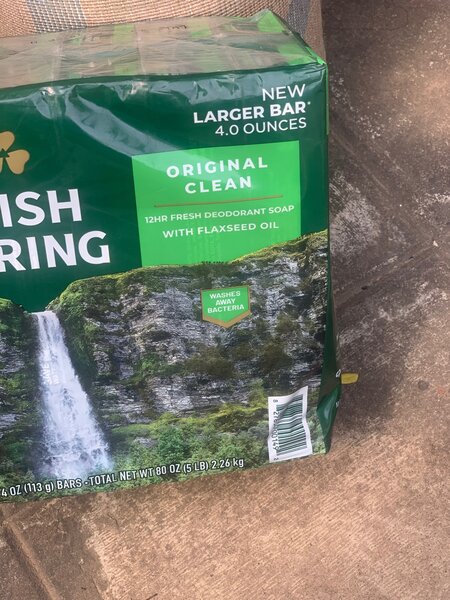 NEW
LARGER BAR*
4.0 OUNCES
ORIGINAL
CLEAN
12HR FRESH DEODORANT SOAP
WITH FLAXSEED OIL
ISH
RING
WASHES
AWAY
BACTERIA
4 OZ (113 g) BARS • TOTAL NET WT 80 OZ (5 LB) 2.26 kg